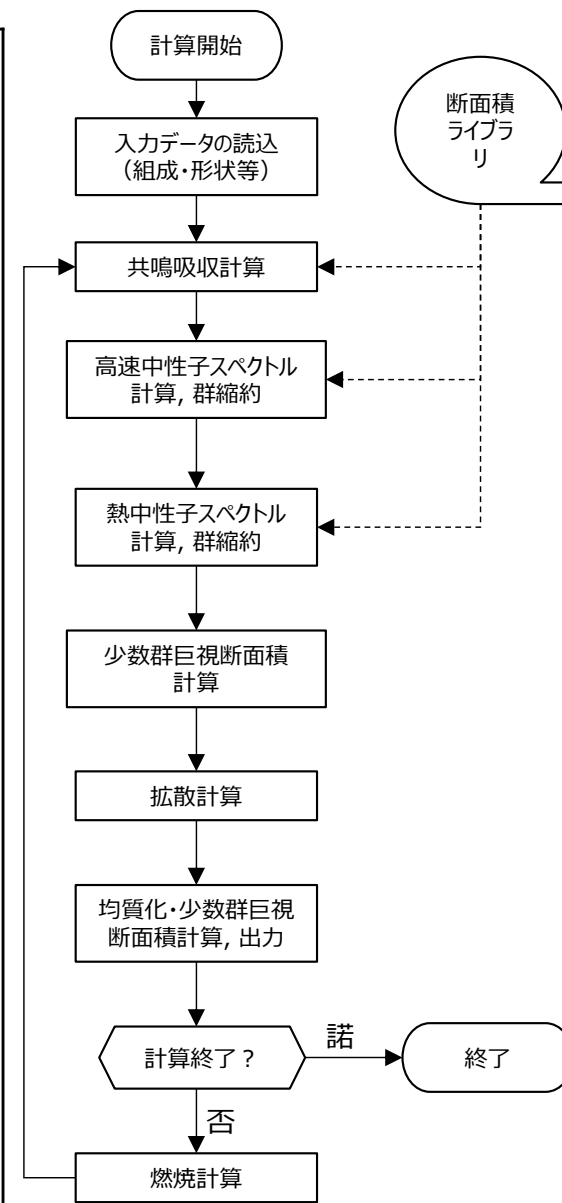 計算開始
断面積
ライブラ
リ
入力データの読込
（組成・形状等）
共鳴吸収計算
高速中性子スペクトル
計算, 群縮約
熱中性子スペクトル
計算, 群縮約
少数群巨視断面積
計算
拡散計算
均質化・少数群巨視
断面積計算, 出力
計算終了？
諾
終了
否
燃焼計算